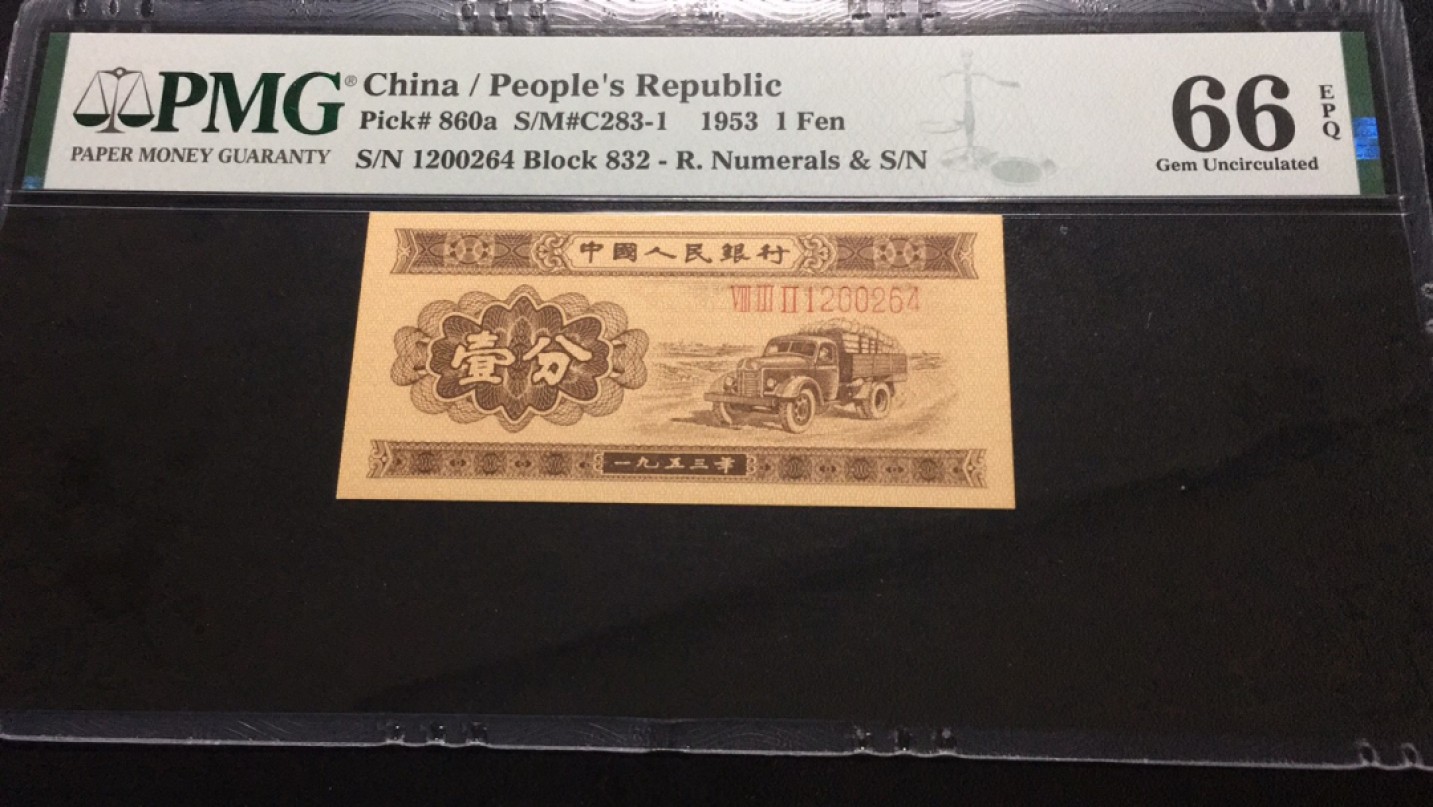 PMG® China / People's Republic
Pick# 860a S/M#C283-1 1953 1 Fen
PAPER MONEY GUARANTY S/N 1200264 Block 832 - R. Numerals & S/N
66 EPQ
Gem Uncirculated
中國人民銀行
VIII III II 1200264
壹分
一九五三年